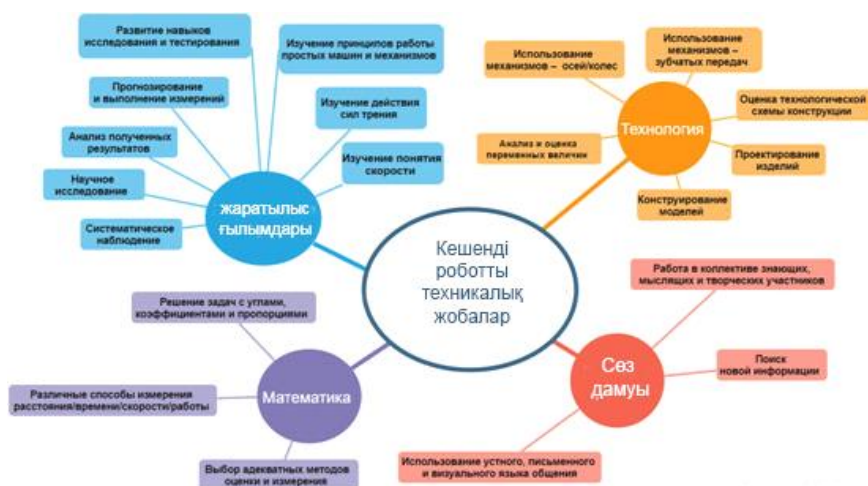 Развитие навыков
исследования и тестирования
Изучение принципов работы
простых машин и механизмов
Прогнозирование
и выполнение измерений
Изучение действия
сил трения
Анализ полученных
результатов
Изучение понятия
скорости
Научное
исследование
Систематическое
наблюдение
жаратылыс
ғылымдары
Использование
механизмов – осей/колес
Использование
механизмов –
зубчатых передач
Оценка технологической
схемы конструкции
Технология
Анализ и оценка
переменных величин
Проектирование
изделий
Конструирование
моделей
Кешенді
роботты
техникалық
жобалар
Решение задач с углами,
коэффициентами и пропорциями
Различные способы измерения
расстояния/времени/скорости/работы
Математика
Выбор адекватных методов
оценки и измерения
Работа в коллективе знающих,
мыслящих и творческих участников
Сөз
дамуы
Поиск
новой информации
Использование устного, письменного
и визуального языка общения